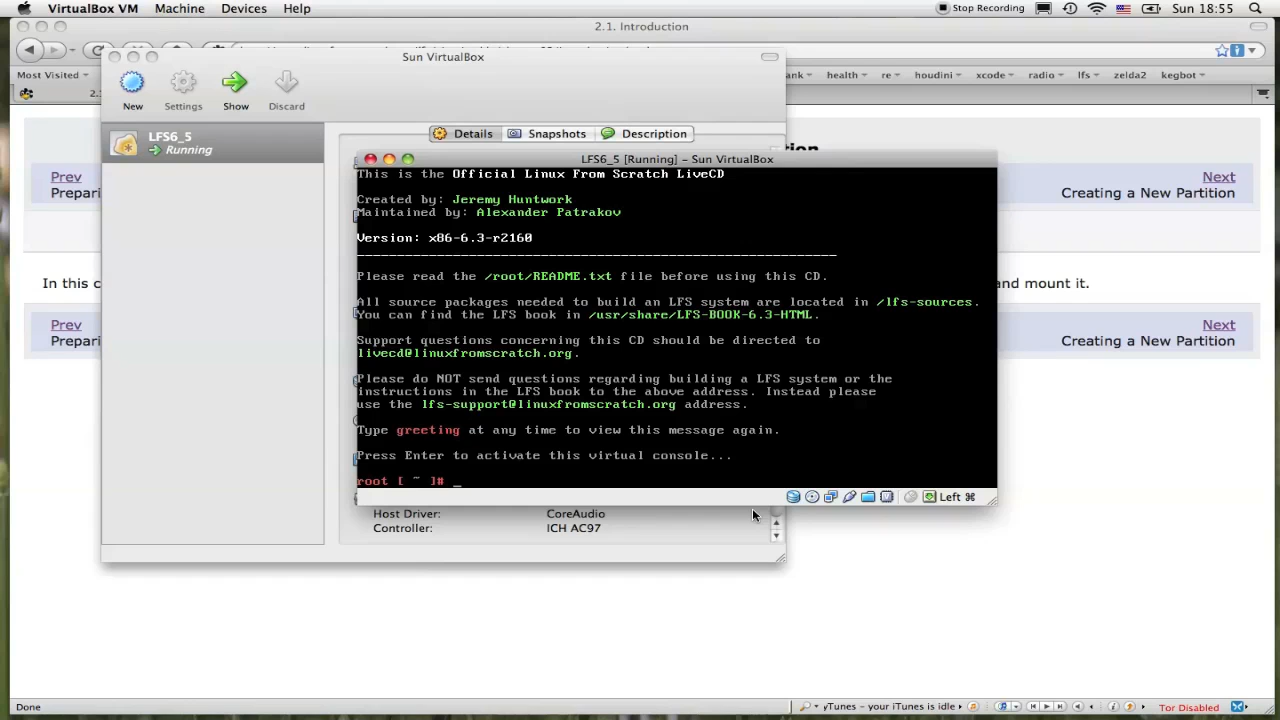 VirtualBox VM Machine Devices Help Stop Recording Sun 18:55
2.1. Introduction
Sun VirtualBox
Most Visited health re houdini xcode radio lfs zelda2 kegbot
New Settings Show Discard
LFS6_5
Running
Details Snapshots Description
LFS6_5 [Running] – Sun VirtualBox
This is the Official Linux From Scratch LiveCD
Created by: Jeremy Huntwork
Maintained by: Alexander Patrakov
Version: x86-6.3-r2160
Please read the /root/README.txt file before using this CD.
All source packages needed to build an LFS system are located in /lfs-sources.
You can find the LFS book in /usr/share/LFS-BOOK-6.3-HTML.
Support questions concerning this CD should be directed to
livecd@linuxfromscratch.org.
Please do NOT send questions regarding building a LFS system or the
instructions in the LFS book to the above address. Instead please
use the lfs-support@linuxfromscratch.org address.
Type greeting at any time to view this message again.
Press Enter to activate this virtual console...
root [ ~ ]# _
Left ⌘
Host Driver: CoreAudio
Controller: ICH AC97
Prev
Next
Creating a New Partition
In this c
and mount it.
Prev
Next
Creating a New Partition
Done
your iTunes is idle
Tor Disabled